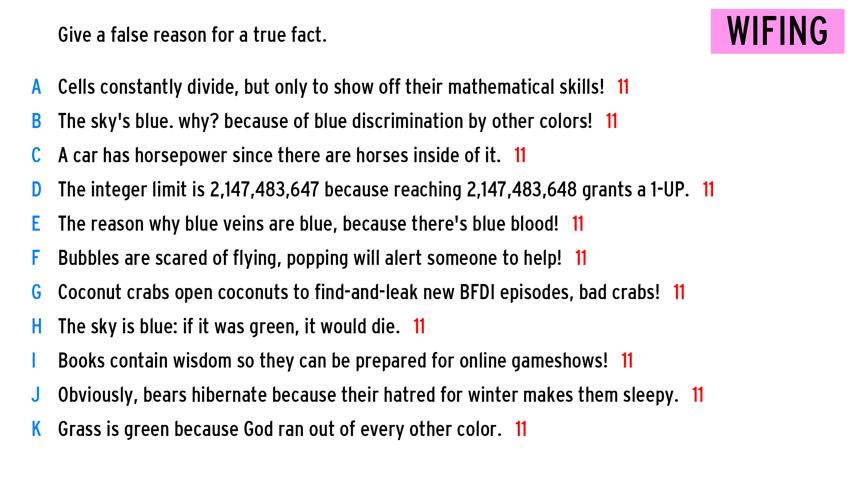 Give a false reason for a true fact.
WIFING
A Cells constantly divide, but only to show off their mathematical skills! 11
B The sky's blue. why? because of blue discrimination by other colors! 11
C A car has horsepower since there are horses inside of it. 11
D The integer limit is 2,147,483,647 because reaching 2,147,483,648 grants a 1-UP. 11
E The reason why blue veins are blue, because there's blue blood! 11
F Bubbles are scared of flying, popping will alert someone to help! 11
G Coconut crabs open coconuts to find-and-leak new BFDI episodes, bad crabs! 11
H The sky is blue: if it was green, it would die. 11
I Books contain wisdom so they can be prepared for online gameshows! 11
J Obviously, bears hibernate because their hatred for winter makes them sleepy. 11
K Grass is green because God ran out of every other color. 11